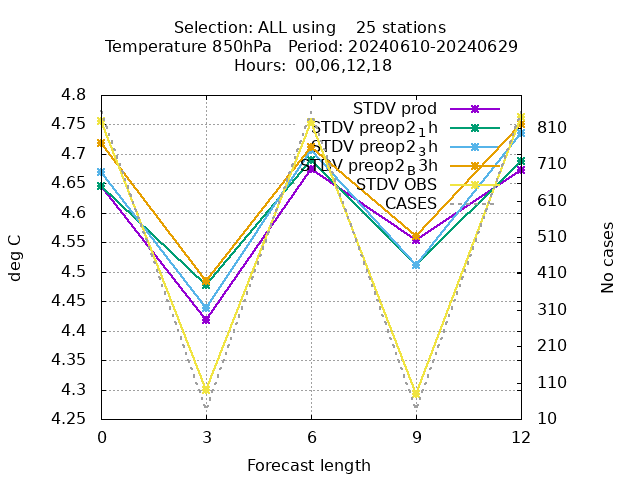 Selection: ALL using 25 stations
Temperature 850hPa Period: 20240610-20240629
Hours: 00,06,12,18
STDV prod
STDV preop2₁h
STDV preop2₃h
STDV preop2_B3h
STDV OBS
CASES
4.8
4.75
4.7
4.65
4.6
4.55
4.5
4.45
4.4
4.35
4.3
4.25
810
710
610
510
410
310
210
110
10
0 3 6 9 12
deg C
No cases
Forecast length